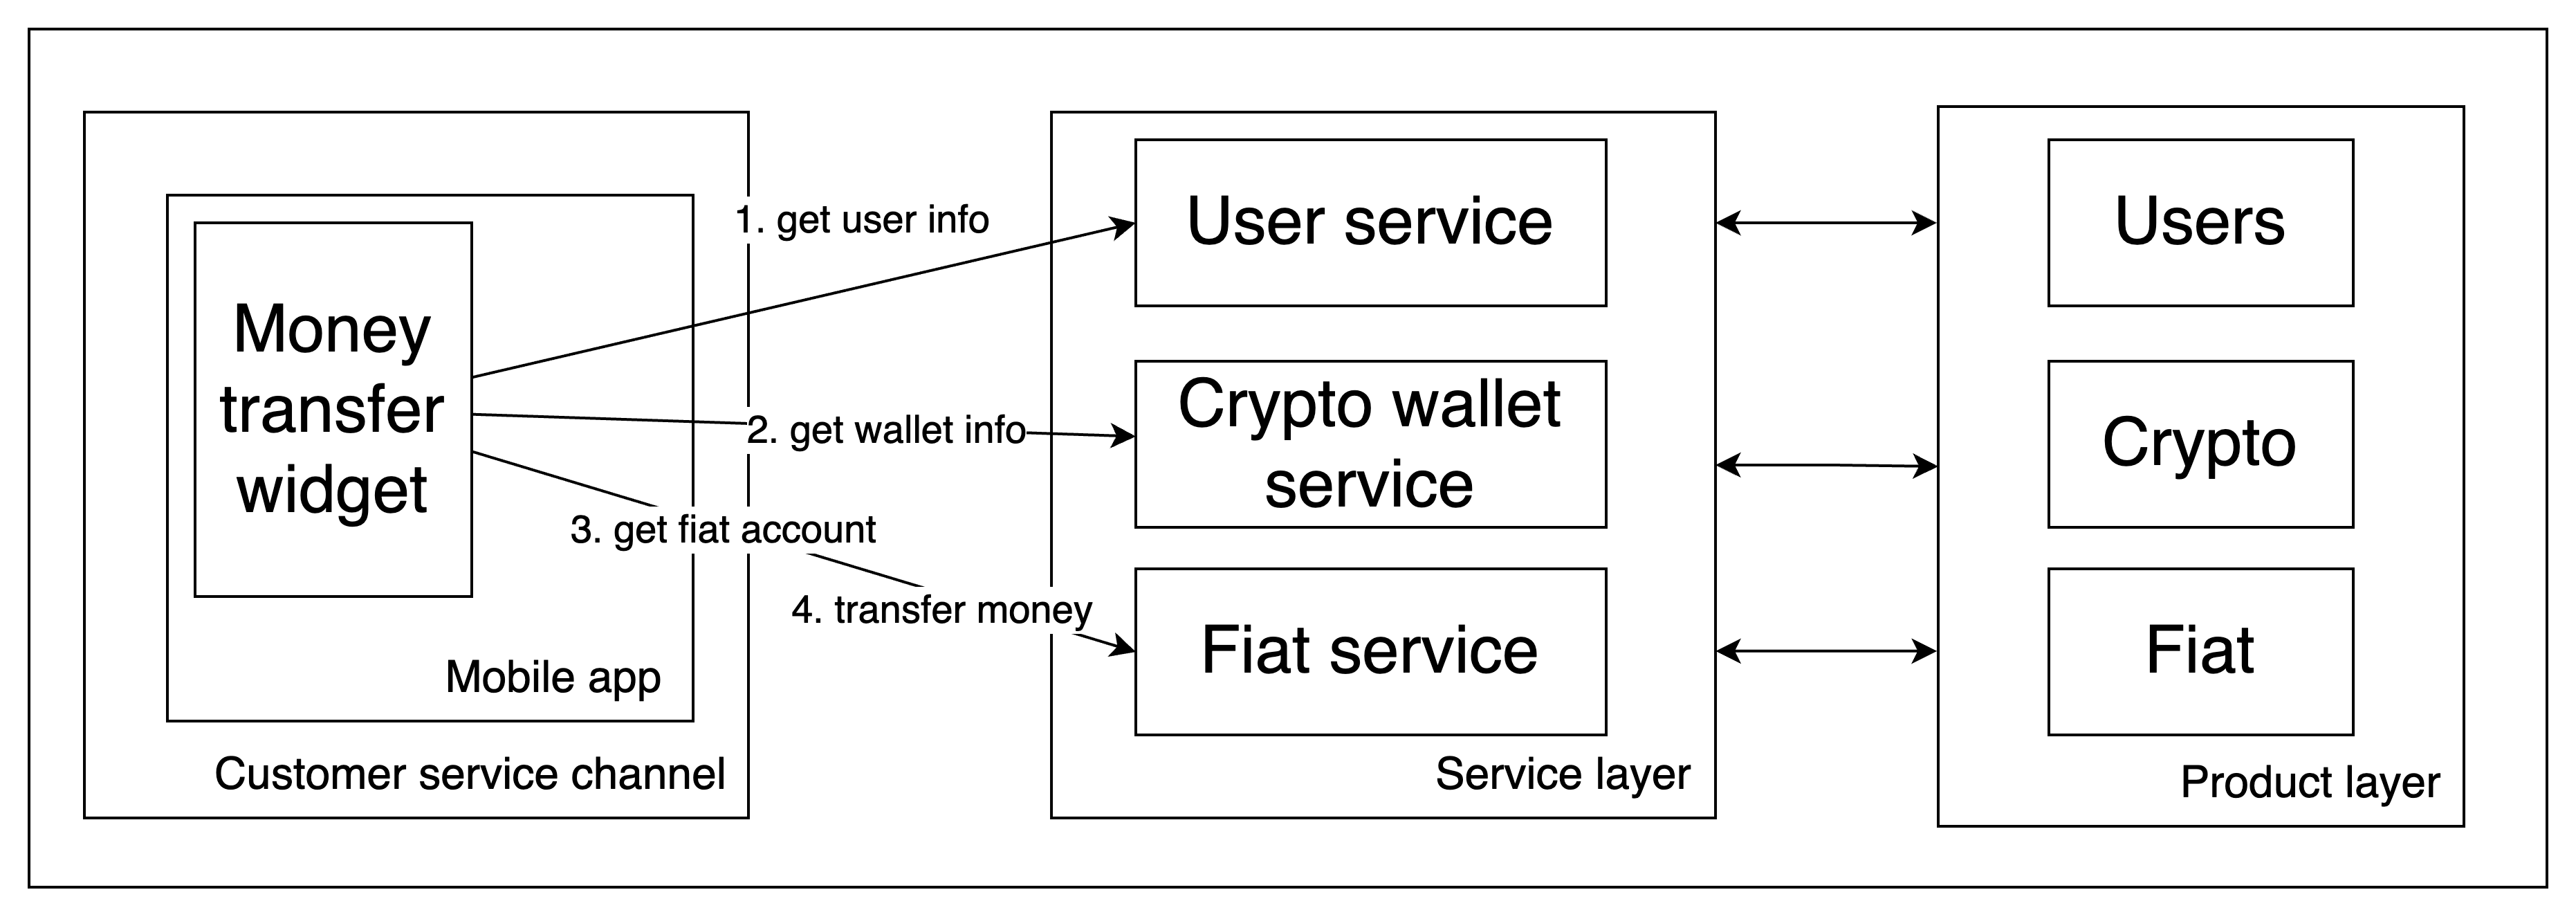 Money
transfer
widget
Mobile app
Customer service channel
1. get user info
2. get wallet info
3. get fiat account
4. transfer money
User service
Crypto wallet
service
Fiat service
Service layer
Users
Crypto
Fiat
Product layer